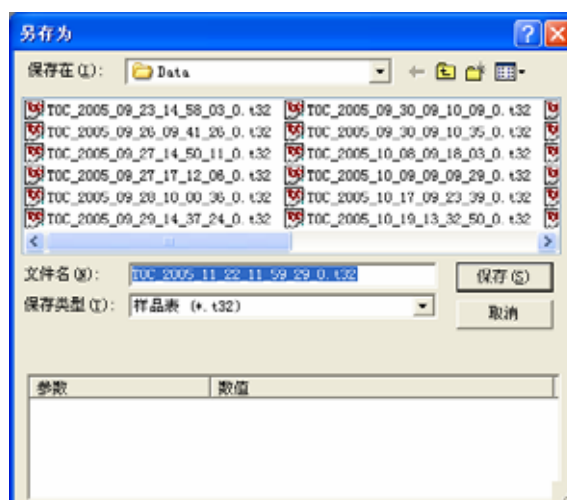 另存为
保存在(I): Data
TOC_2005_09_23_14_58_03_0.t32 TOC_2005_09_30_09_10_09_0.t32
TOC_2005_09_26_09_41_26_0.t32 TOC_2005_09_30_09_10_35_0.t32
TOC_2005_09_27_14_50_11_0.t32 TOC_2005_10_08_09_18_03_0.t32
TOC_2005_09_27_17_12_06_0.t32 TOC_2005_10_09_09_09_29_0.t32
TOC_2005_09_28_10_00_36_0.t32 TOC_2005_10_17_09_23_39_0.t32
TOC_2005_09_29_14_37_24_0.t32 TOC_2005_10_19_13_32_50_0.t32
文件名(N): TOC_2005_11_22_11_59_29_0.t32 保存(S)
保存类型(T): 样品表 (*.t32) 取消
参数 数值